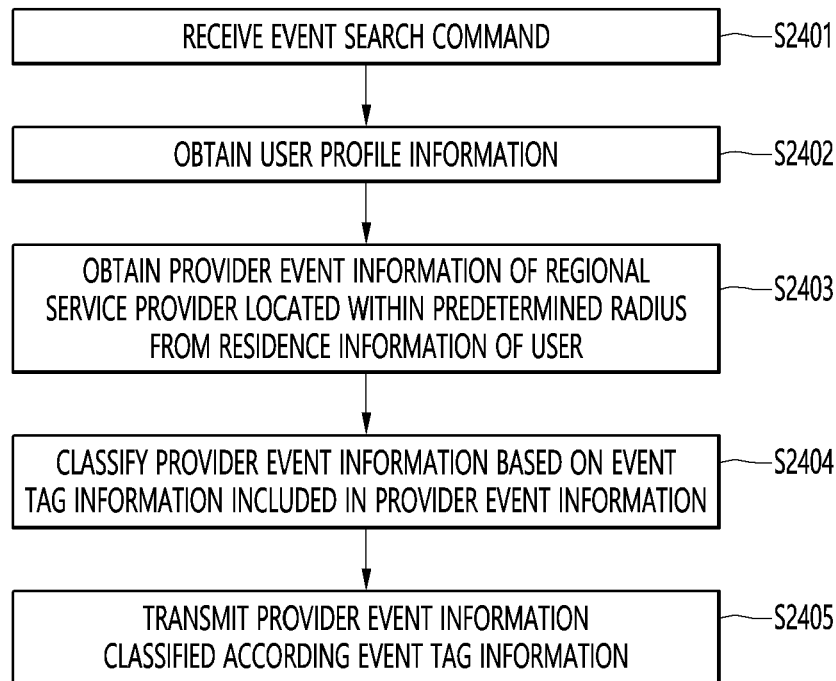 RECEIVE EVENT SEARCH COMMAND
S2401
OBTAIN USER PROFILE INFORMATION
S2402
OBTAIN PROVIDER EVENT INFORMATION OF REGIONAL
SERVICE PROVIDER LOCATED WITHIN PREDETERMINED RADIUS
FROM RESIDENCE INFORMATION OF USER
S2403
CLASSIFY PROVIDER EVENT INFORMATION BASED ON EVENT
TAG INFORMATION INCLUDED IN PROVIDER EVENT INFORMATION
S2404
TRANSMIT PROVIDER EVENT INFORMATION
CLASSIFIED ACCORDING EVENT TAG INFORMATION
S2405